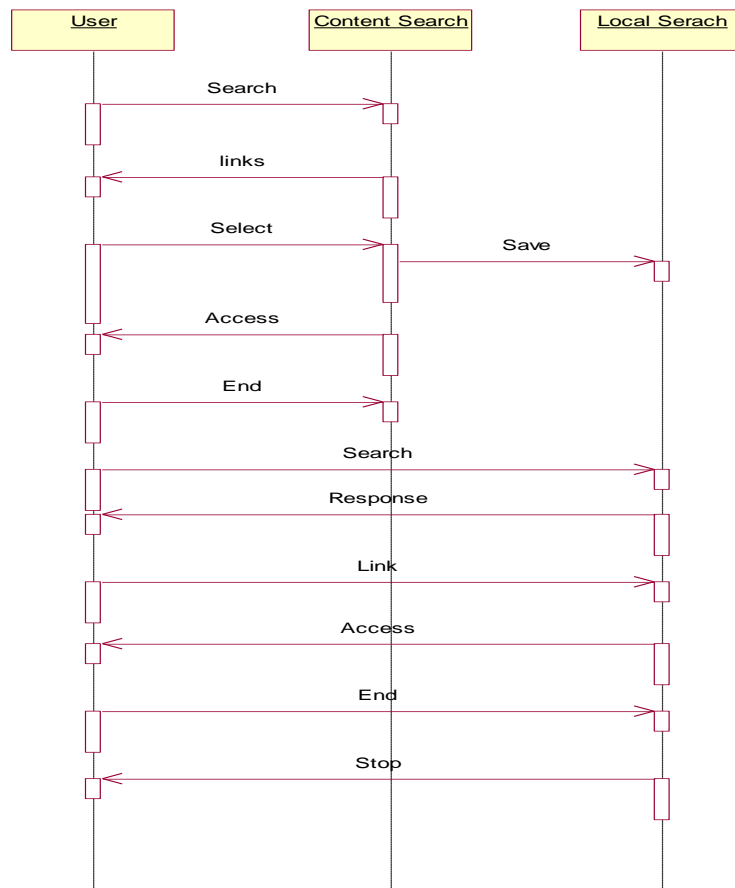 User
Content Search
Local Serach
Search
links
Select
Save
Access
End
Search
Response
Link
Access
End
Stop